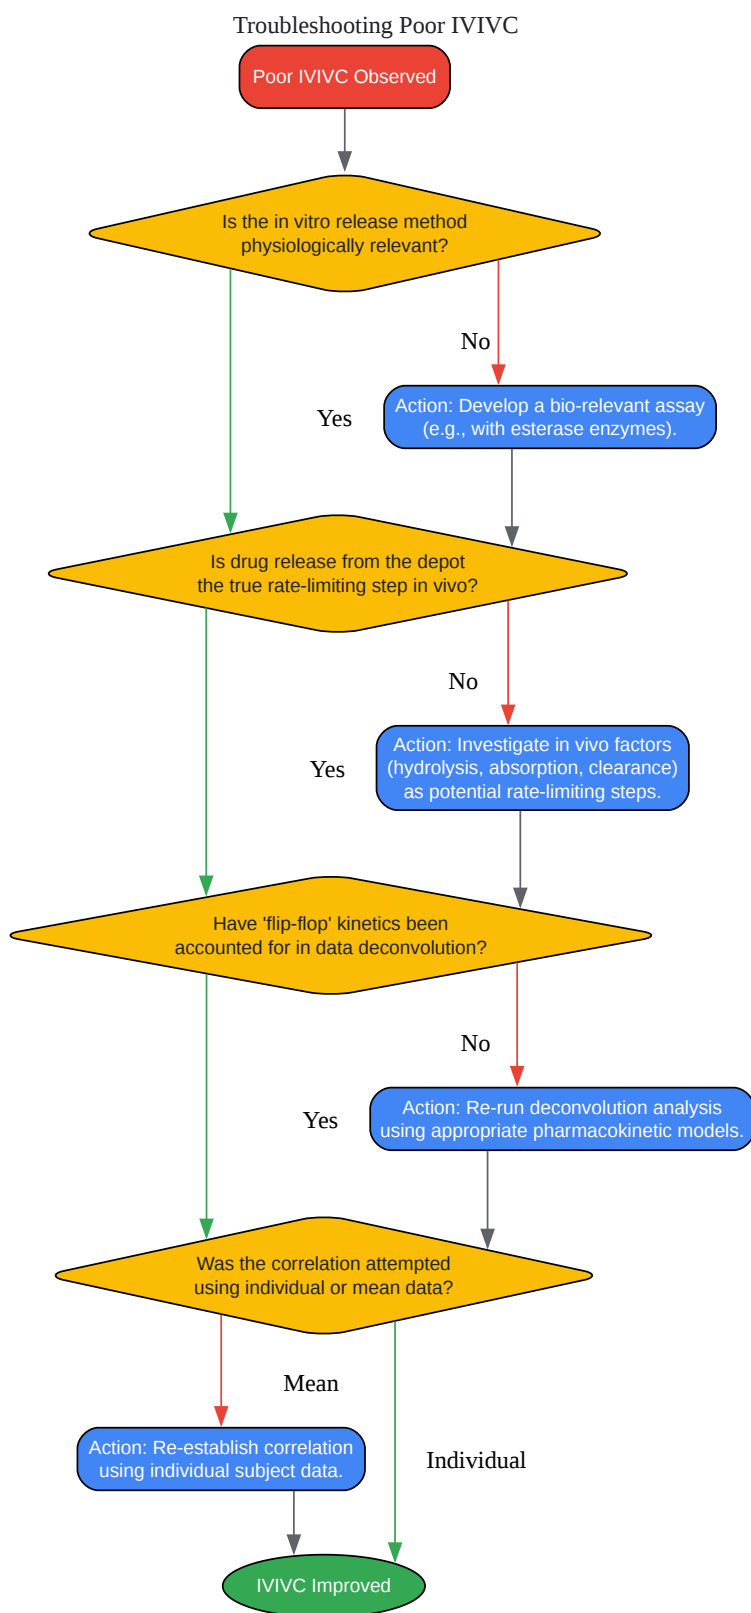 Troubleshooting Poor IVIVC
Poor IVIVC Observed
Is the in vitro release method
physiologically relevant?
No
Action: Develop a bio-relevant assay
(e.g., with esterase enzymes).
Yes
Is drug release from the depot
the true rate-limiting step in vivo?
No
Action: Investigate in vivo factors
(hydrolysis, absorption, clearance)
as potential rate-limiting steps.
Yes
Have 'flip-flop' kinetics been
accounted for in data deconvolution?
No
Action: Re-run deconvolution analysis
using appropriate pharmacokinetic models.
Yes
Was the correlation attempted
using individual or mean data?
Mean
Action: Re-establish correlation
using individual subject data.
Individual
IVIVC Improved